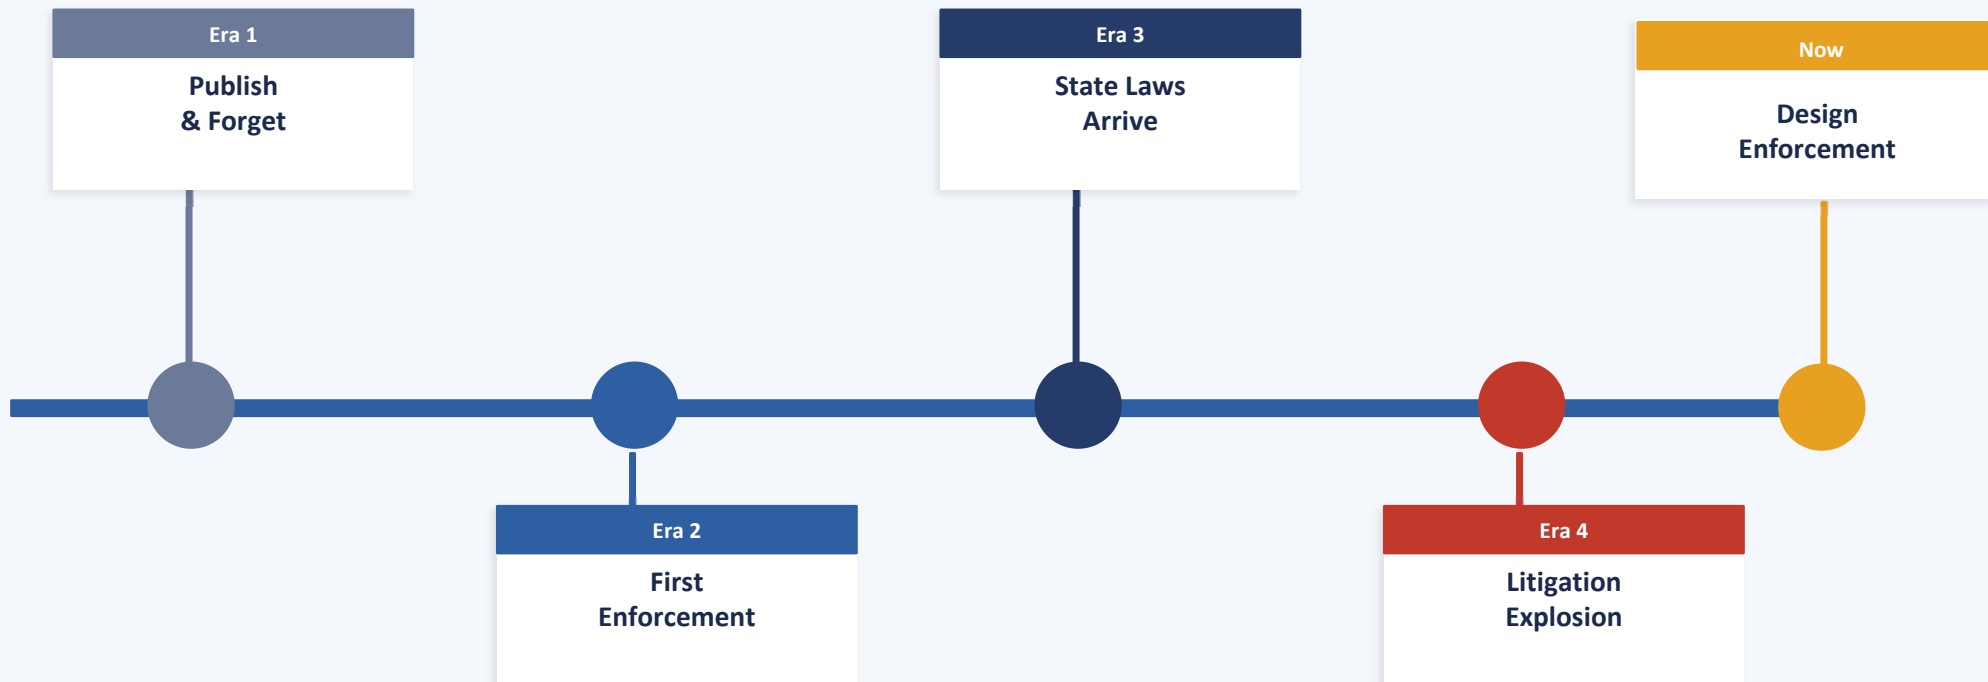 Era 1
Publish
& Forget
Era 2
First
Enforcement
Era 3
State Laws
Arrive
Era 4
Litigation
Explosion
Now
Design
Enforcement